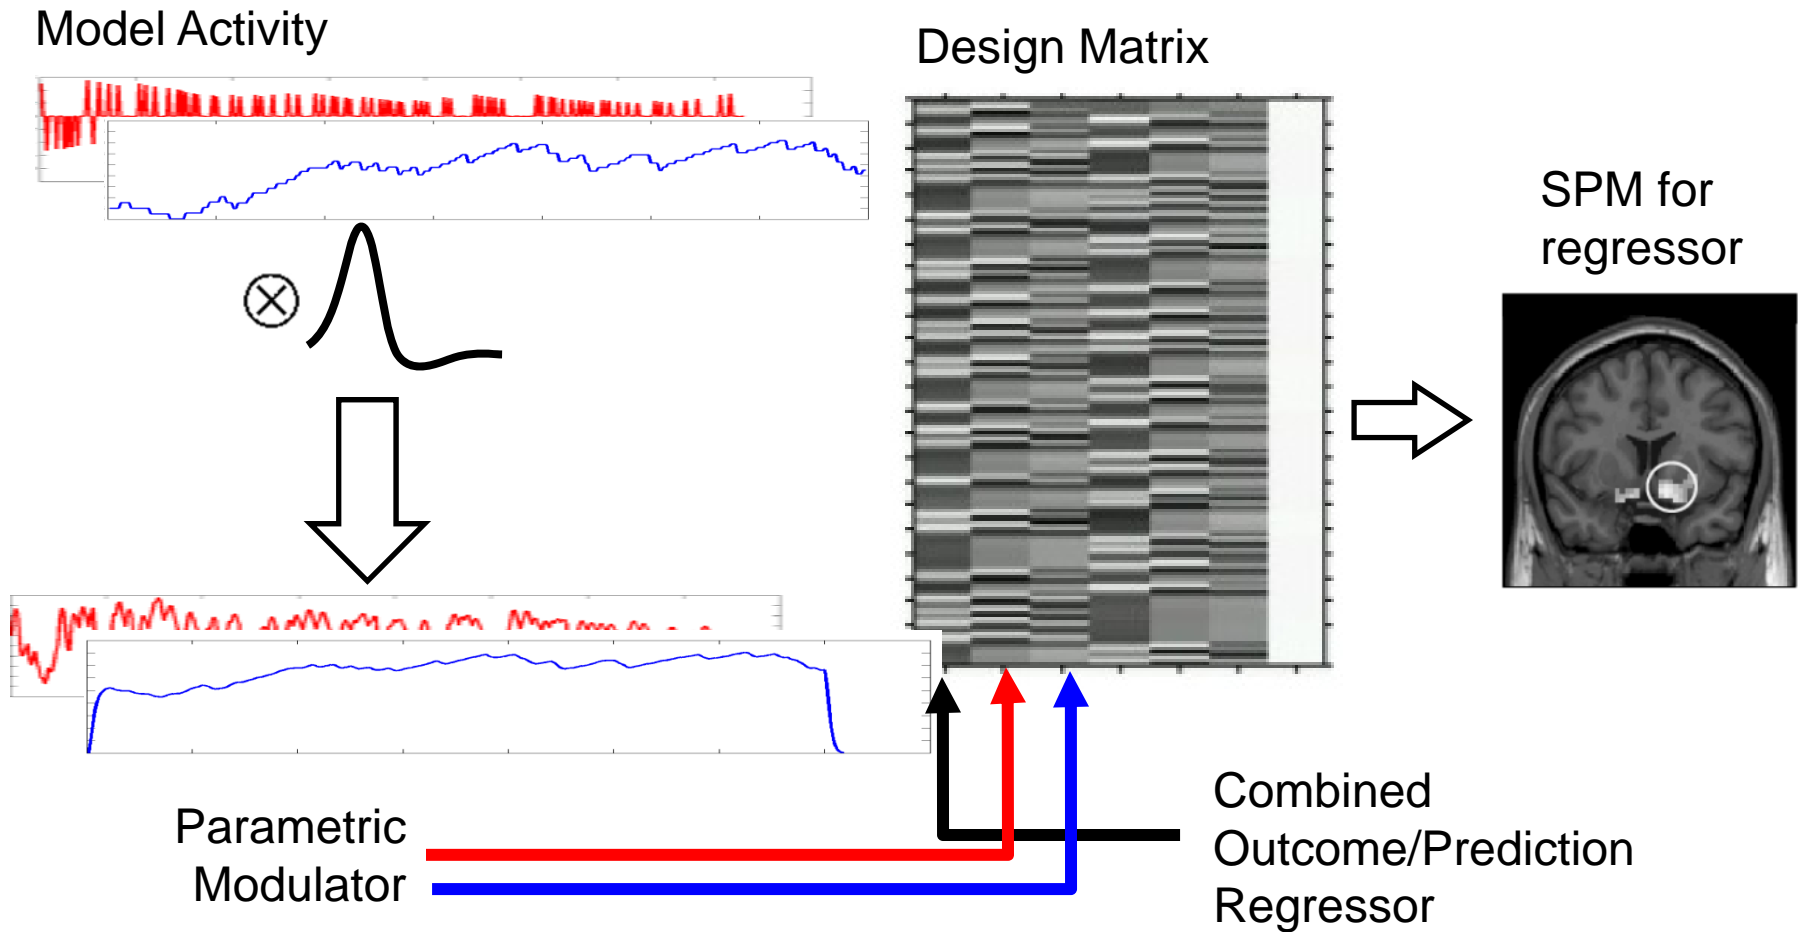 Model Activity
Design Matrix
SPM for
regressor
Parametric
Modulator
Combined
Outcome/Prediction
Regressor